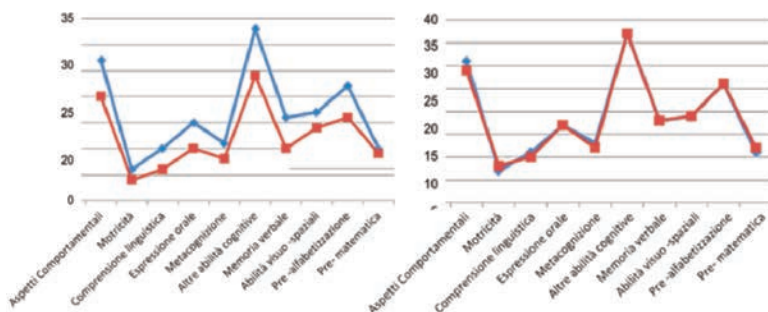 35
30
25
20
0
Aspetti Comportamentali
Motricità
Comprensione linguistica
Espressione orale
Metacognizione
Altre abilità cognitive
Memoria verbale
Abilità visuo -spaziali
Pre -alfabetizzazione
Pre- matematica
40
35
30
25
20
15
10
Aspetti Comportamentali
Motricità
Comprensione linguistica
Espressione orale
Metacognizione
Altre abilità cognitive
Memoria verbale
Abilità visuo -spaziali
Pre -alfabetizzazione
Pre- matematica